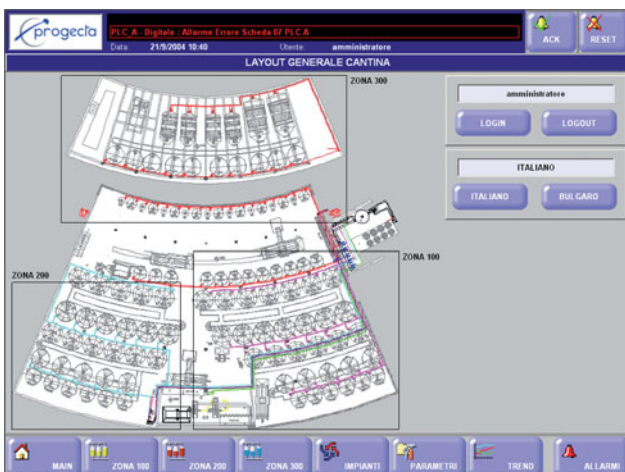 progecta
PLC_A - Digitale : Allarme Errore Scheda 07 PLC A
Data: 21/9/2004 10:40 Utente: amministratore
ACK
RESET
LAYOUT GENERALE CANTINA
ZONA 300
amministratore
LOGIN LOGOUT
ITALIANO
ITALIANO BULGARO
ZONA 100
ZONA 200
MAIN ZONA 100 ZONA 200 ZONA 300 IMPIANTI PARAMETRI TREND ALLARMI